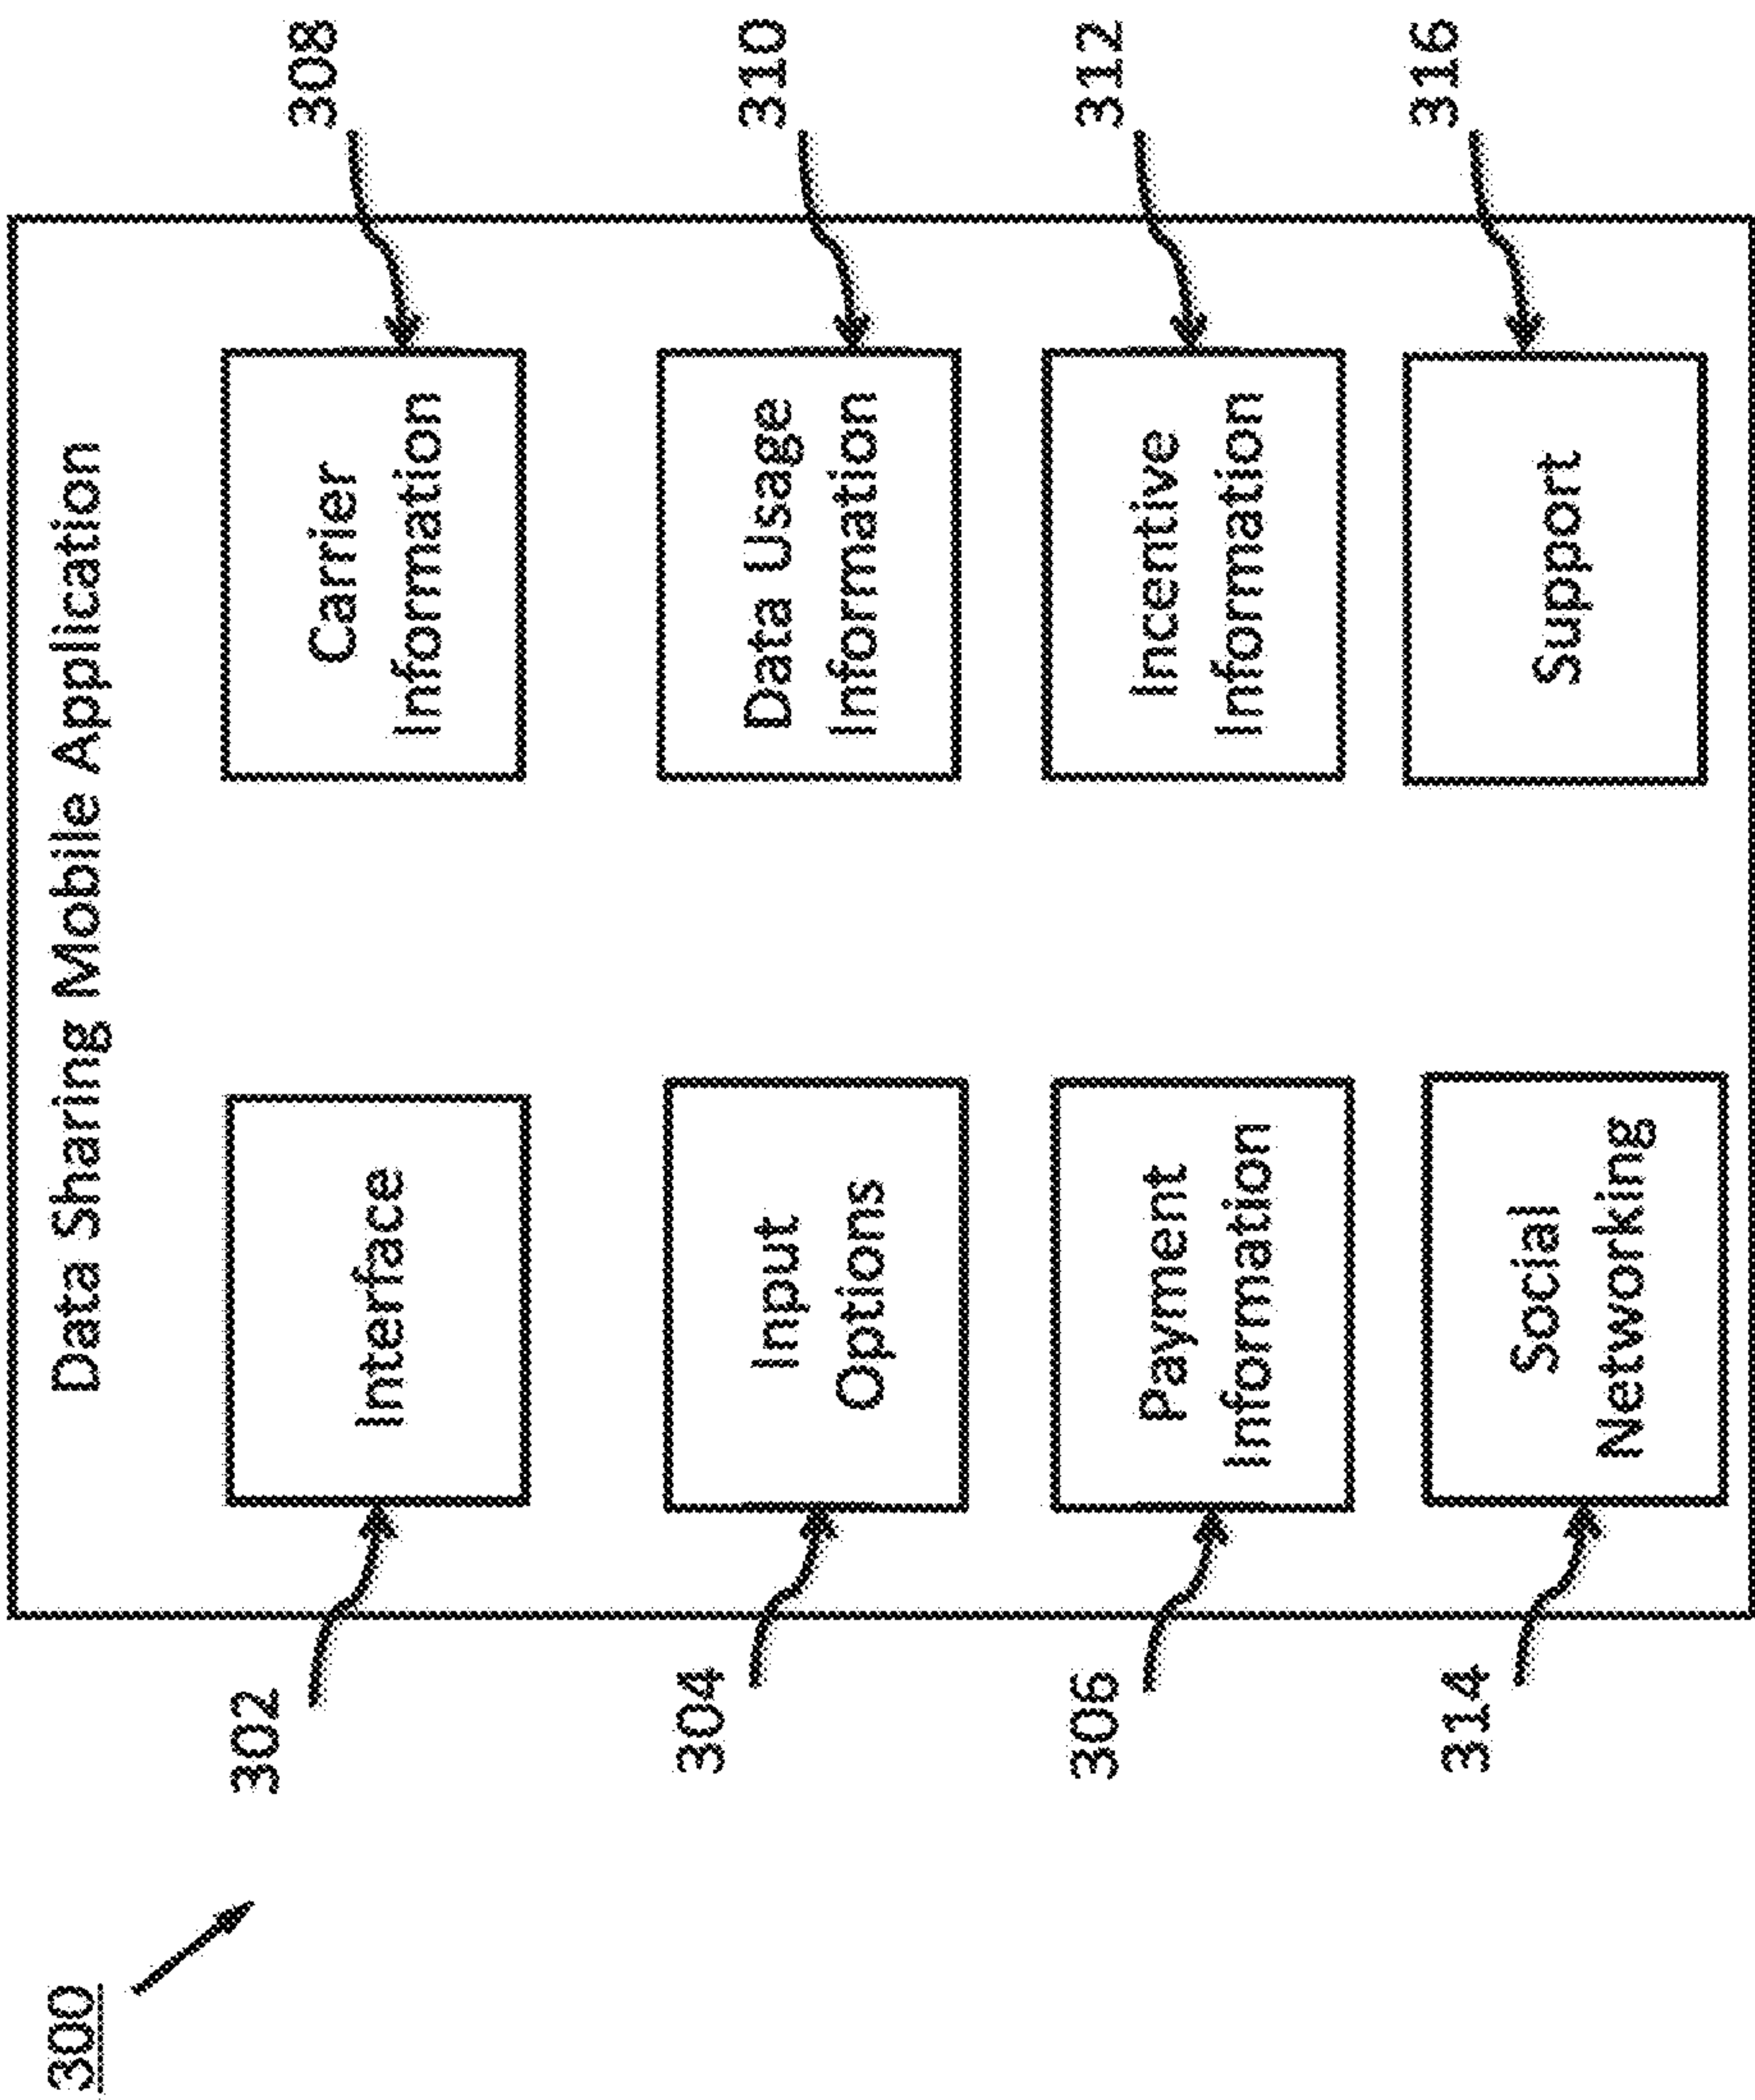 300
Data Sharing Mobile Application
302
Interface
Carrier
Information
308
304
Input
Options
Data Usage
Information
310
306
Payment
Information
Incentive
Information
312
314
Social
Networking
Support
316